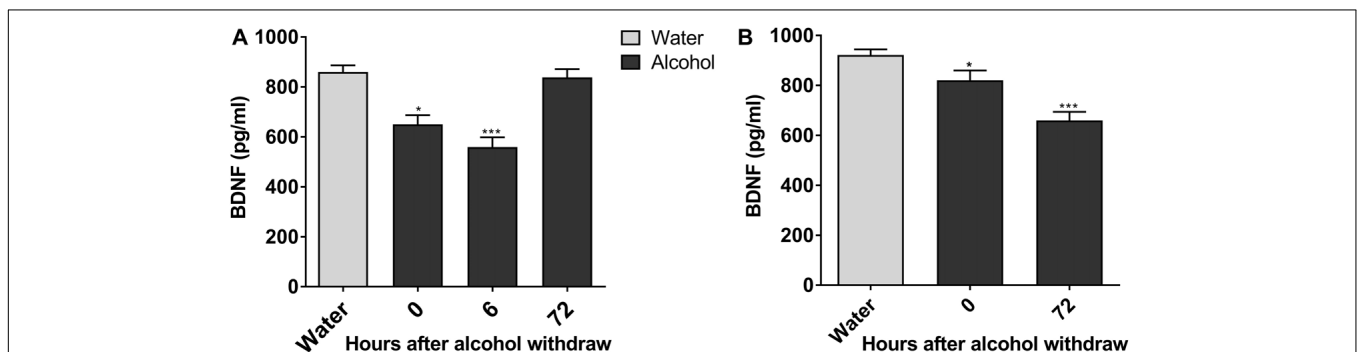 A
1000
800
600
400
200
0
BDNF (pg/ml)
*
***
Water
0
6
72
Hours after alcohol withdraw
Water
Alcohol
B
1000
800
600
400
200
0
BDNF (pg/ml)
*
***
Water
0
72
Hours after alcohol withdraw